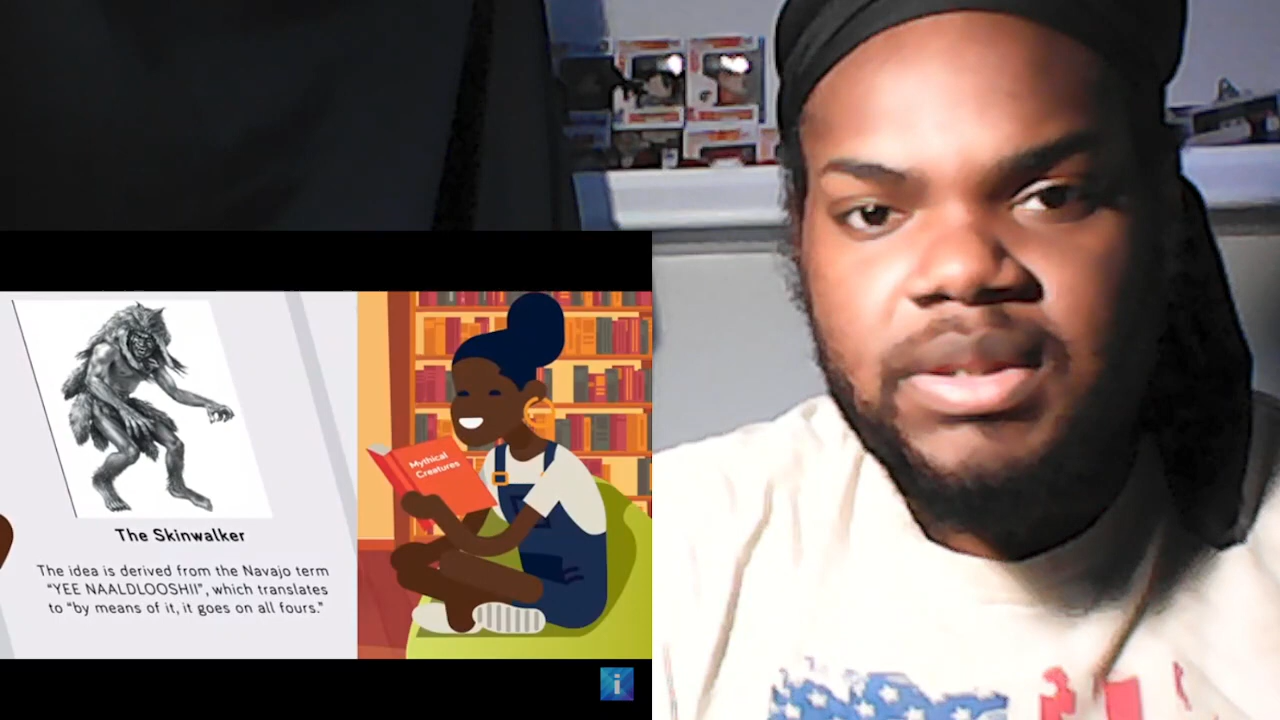 Mythical
Creatures
The Skinwalker
The idea is derived from the Navajo term
"YEE NAALDLOOSHII", which translates
to "by means of it, it goes on all fours."
i